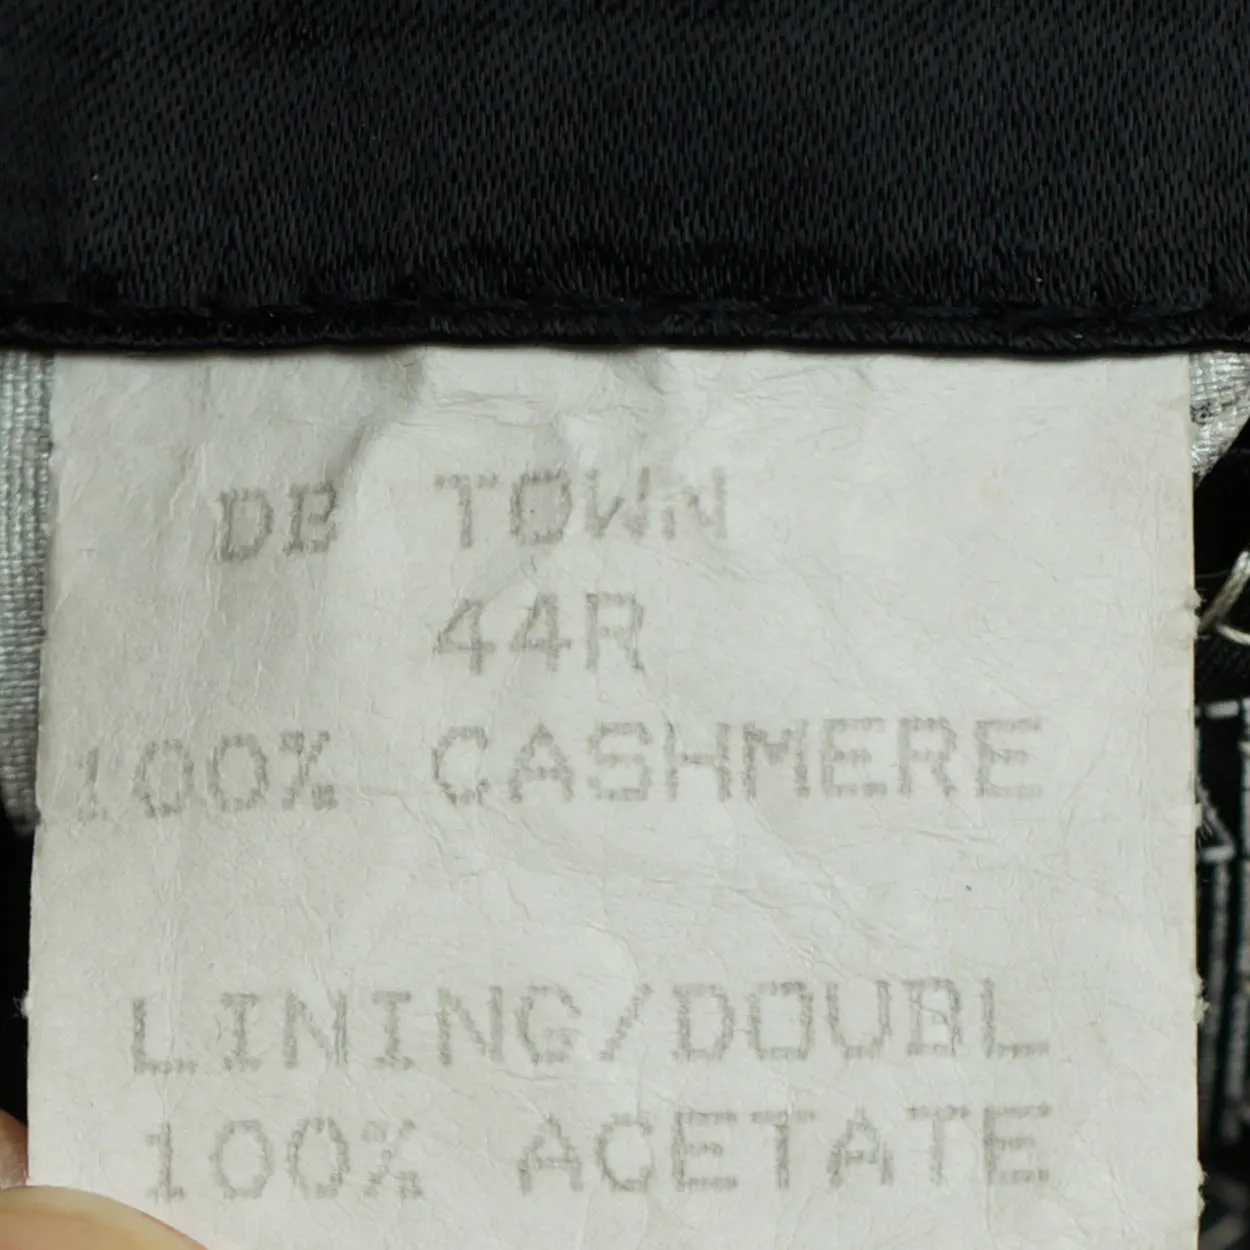 DB TOWN
44R
100% CASHMERE
LINING/DOUBL
100% ACETATE